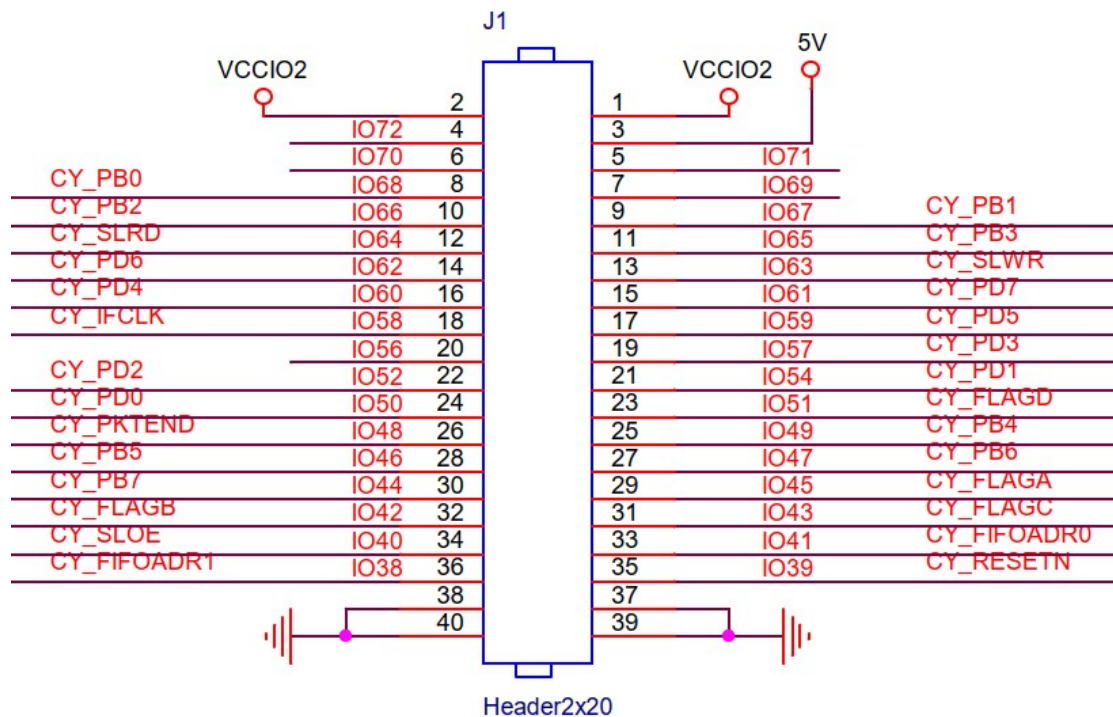 J1
5V
VCCIO2 VCCIO2
2 1
IO72 4 3
IO70 6 5 IO71
CY_PB0 IO68 8 7 IO69
CY_PB2 IO66 10 9 IO67 CY_PB1
CY_SLRD IO64 12 11 IO65 CY_PB3
CY_PD6 IO62 14 13 IO63 CY_SLWR
CY_PD4 IO60 16 15 IO61 CY_PD7
CY_IFCLK IO58 18 17 IO59 CY_PD5
IO56 20 19 IO57 CY_PD3
CY_PD2 IO52 22 21 IO54 CY_PD1
CY_PD0 IO50 24 23 IO51 CY_FLAGD
CY_PKTEND IO48 26 25 IO49 CY_PB4
CY_PB5 IO46 28 27 IO47 CY_PB6
CY_PB7 IO44 30 29 IO45 CY_FLAGA
CY_FLAGB IO42 32 31 IO43 CY_FLAGC
CY_SLOE IO40 34 33 IO41 CY_FIFOADR0
CY_FIFOADR1 IO38 36 35 IO39 CY_RESETN
38 37
40 39
Header2x20